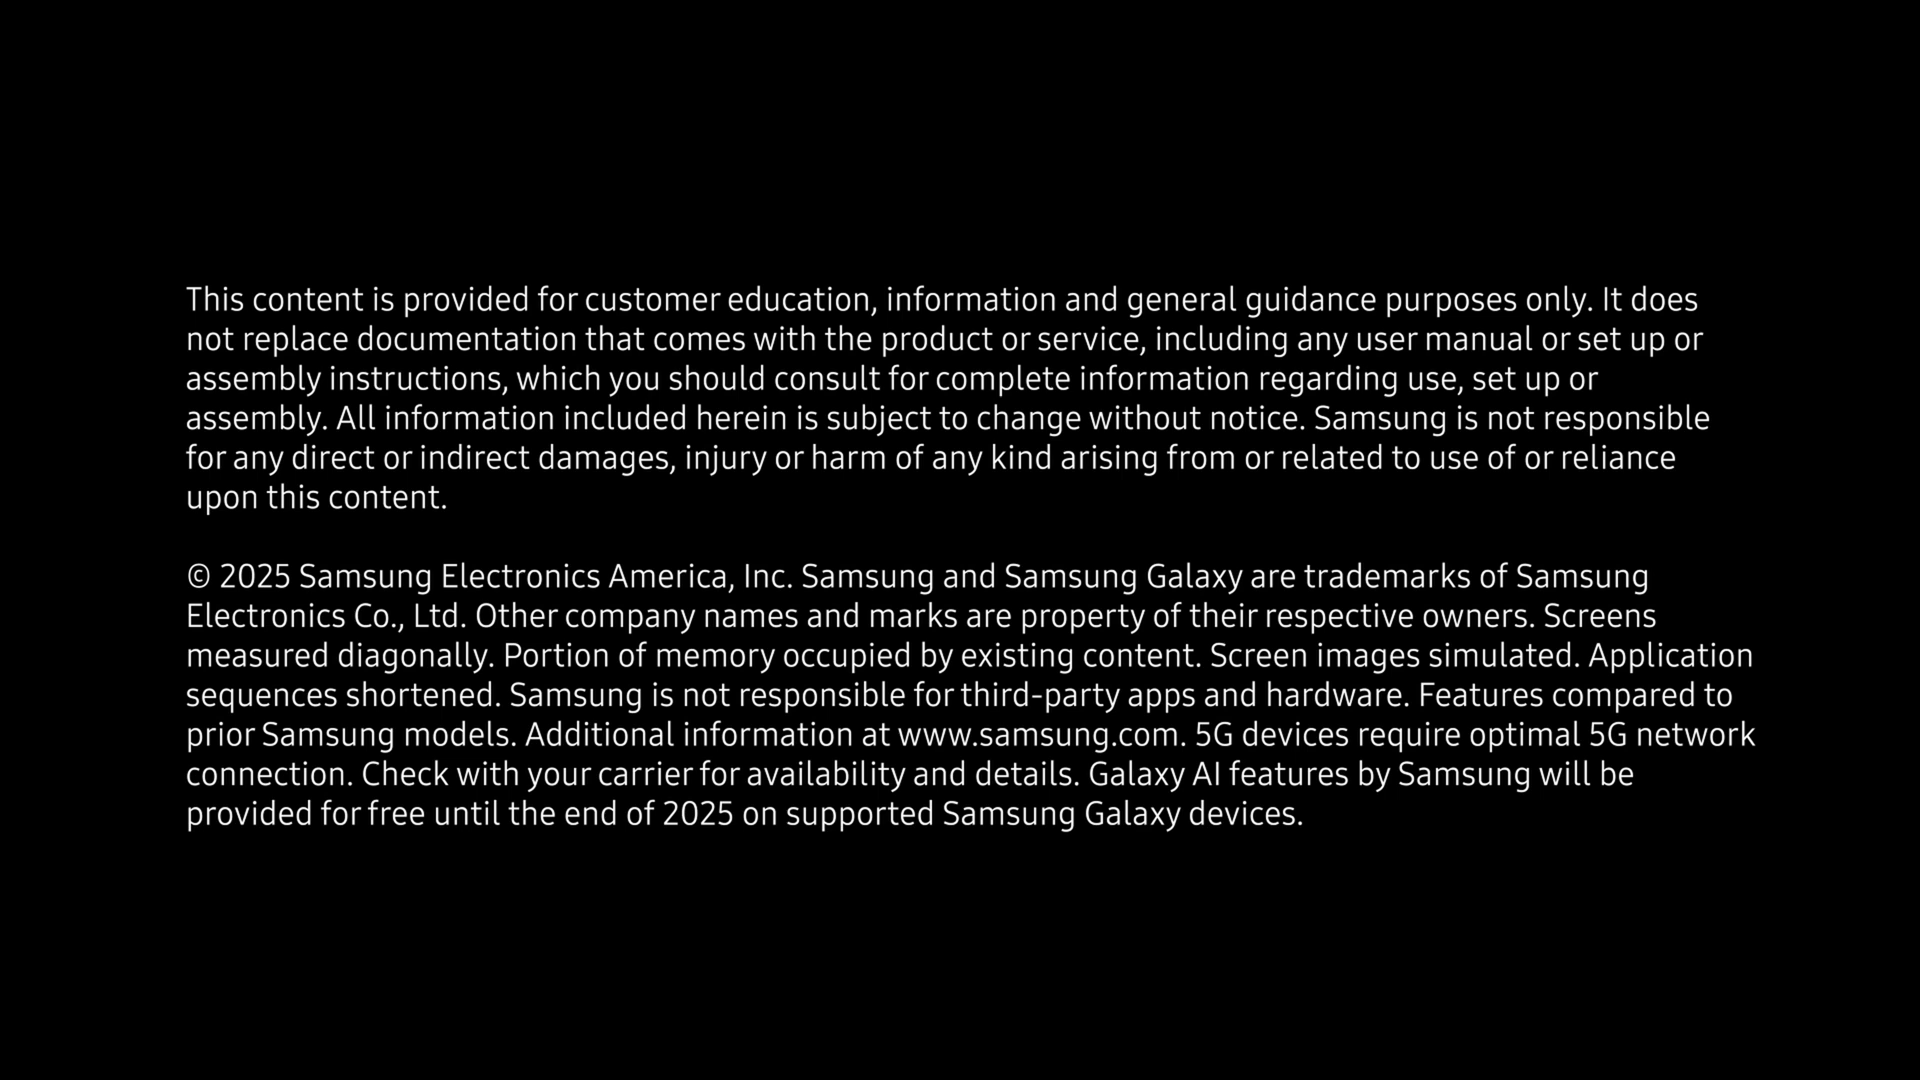 This content is provided for customer education, information and general guidance purposes only. It does
not replace documentation that comes with the product or service, including any user manual or set up or
assembly instructions, which you should consult for complete information regarding use, set up or
assembly. All information included herein is subject to change without notice. Samsung is not responsible
for any direct or indirect damages, injury or harm of any kind arising from or related to use of or reliance
upon this content.
© 2025 Samsung Electronics America, Inc. Samsung and Samsung Galaxy are trademarks of Samsung
Electronics Co., Ltd. Other company names and marks are property of their respective owners. Screens
measured diagonally. Portion of memory occupied by existing content. Screen images simulated. Application
sequences shortened. Samsung is not responsible for third-party apps and hardware. Features compared to
prior Samsung models. Additional information at www.samsung.com. 5G devices require optimal 5G network
connection. Check with your carrier for availability and details. Galaxy AI features by Samsung will be
provided for free until the end of 2025 on supported Samsung Galaxy devices.